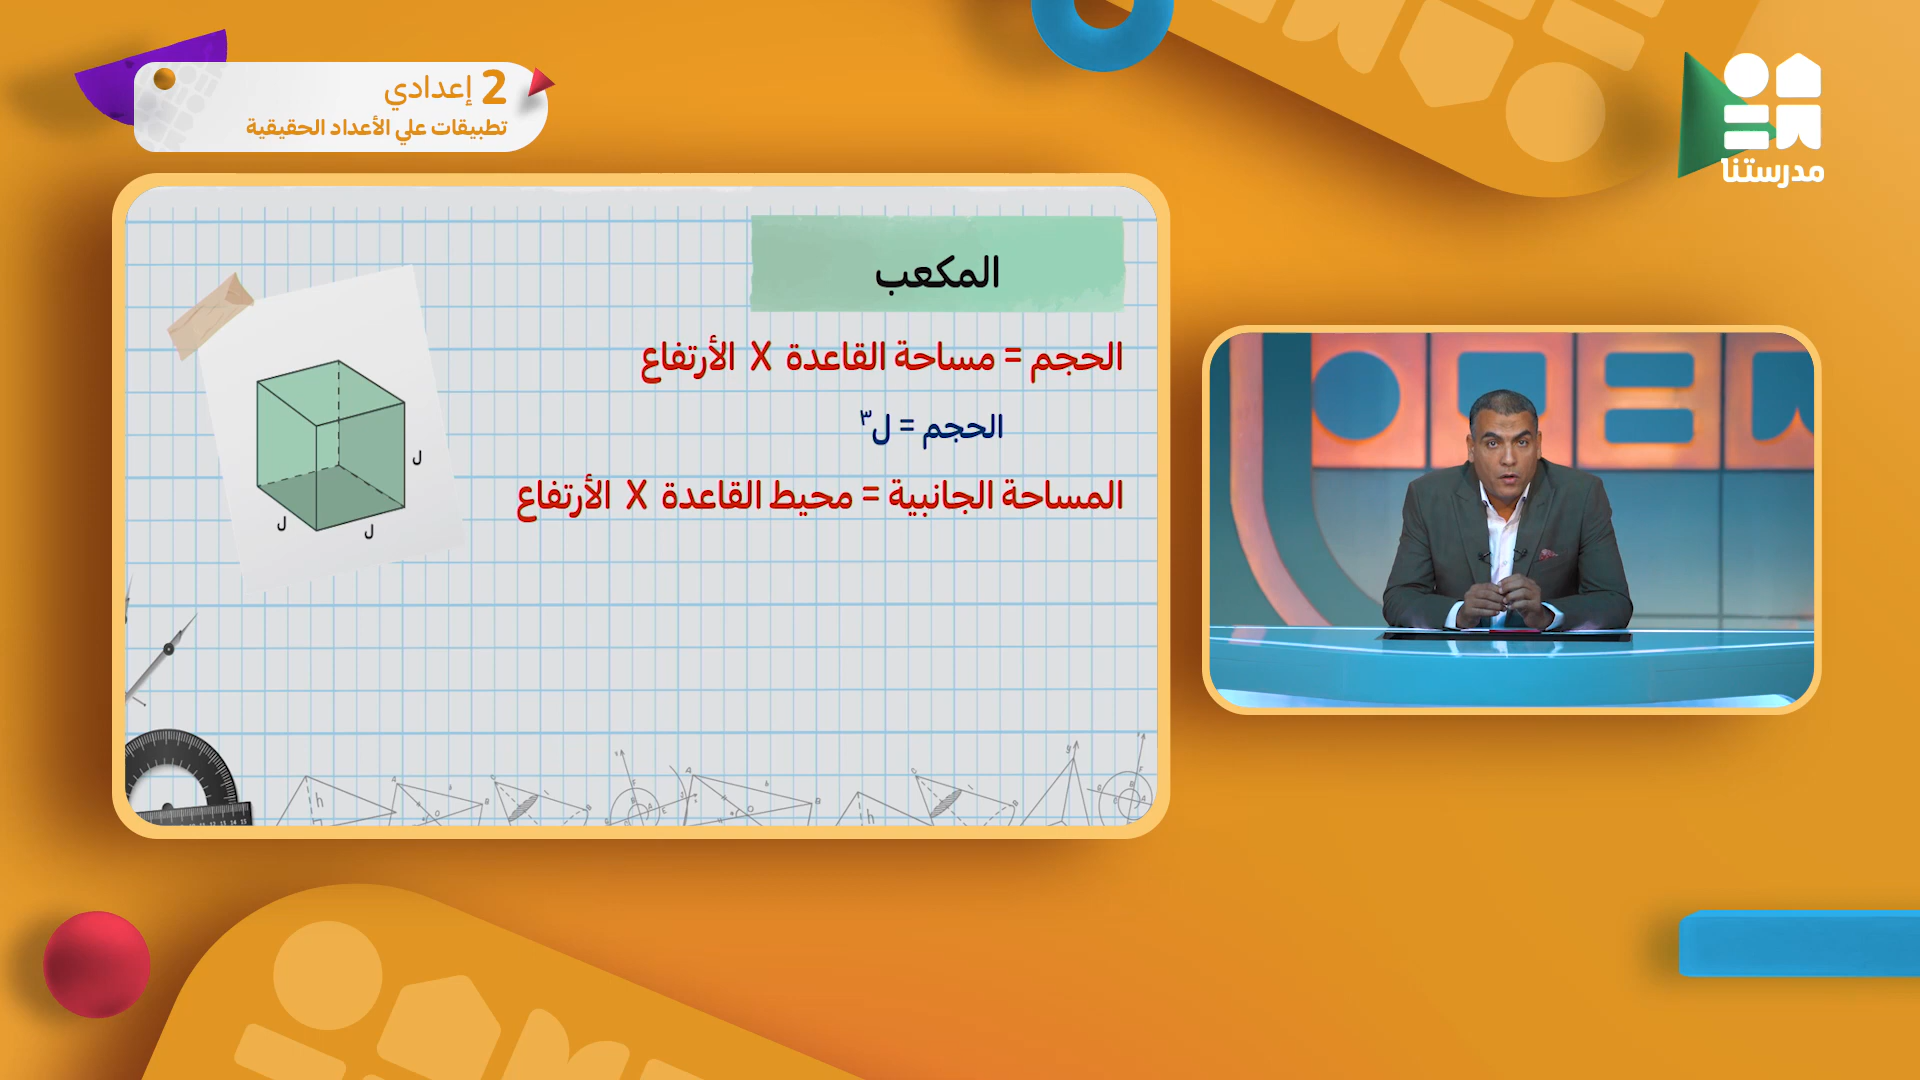 2 إعدادي
تطبيقات علي الأعداد الحقيقية
مدرستنا
المكعب
الحجم = مساحة القاعدة X الأرتفاع
الحجم = ل٣
المساحة الجانبية = محيط القاعدة X الأرتفاع
ل
ل
ل